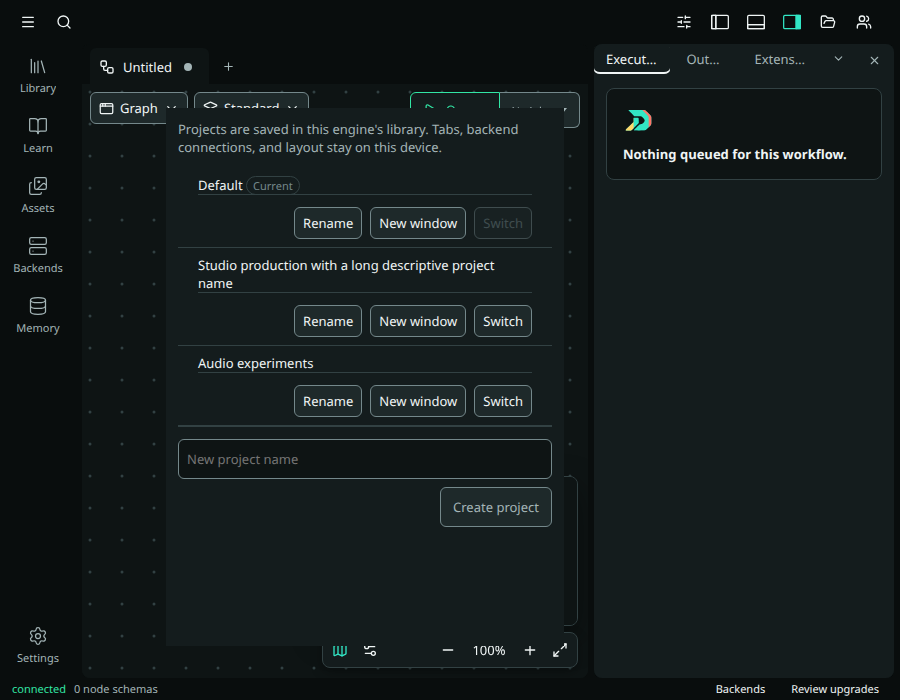 Untitled
Execut...
Out...
Extens...
Library
Learn
Assets
Backends
Memory
Settings
Graph
Standard
Projects are saved in this engine's library. Tabs, backend
connections, and layout stay on this device.
Default Current
Rename
New window
Switch
Studio production with a long descriptive project
name
Rename
New window
Switch
Audio experiments
Rename
New window
Switch
New project name
Create project
Nothing queued for this workflow.
100%
connected
0 node schemas
Backends
Review upgrades